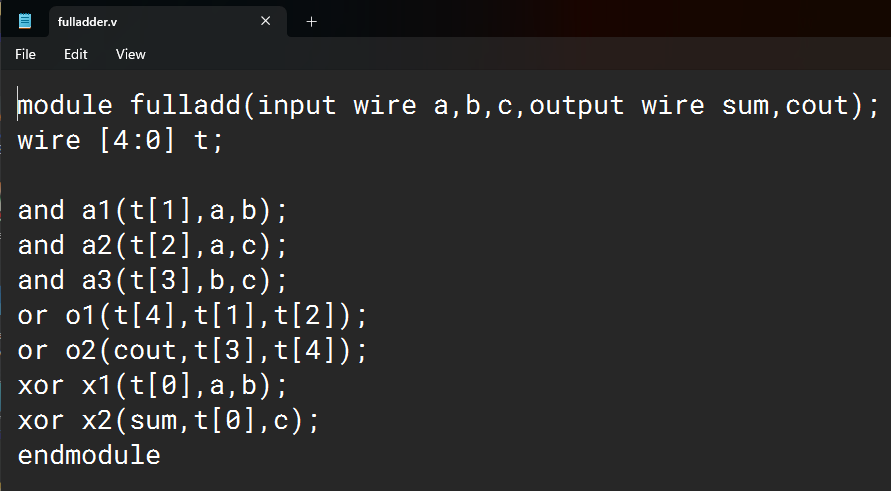 fulladder.v
File Edit View
module fulladd(input wire a,b,c,output wire sum,cout);
wire [4:0] t;
and a1(t[1],a,b);
and a2(t[2],a,c);
and a3(t[3],b,c);
or o1(t[4],t[1],t[2]);
or o2(cout,t[3],t[4]);
xor x1(t[0],a,b);
xor x2(sum,t[0],c);
endmodule